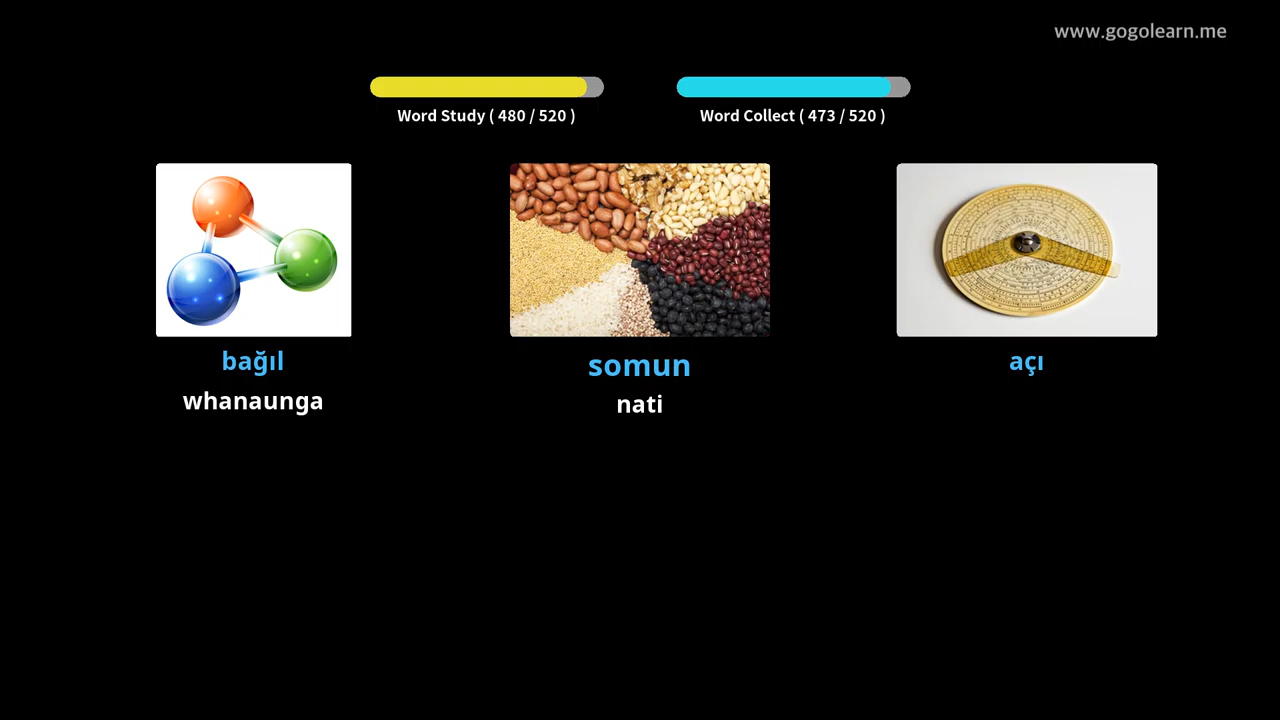 www.gogolearn.me
Word Study ( 480 / 520 )
Word Collect ( 473 / 520 )
bağıl
somun
açı
whanaunga
nati